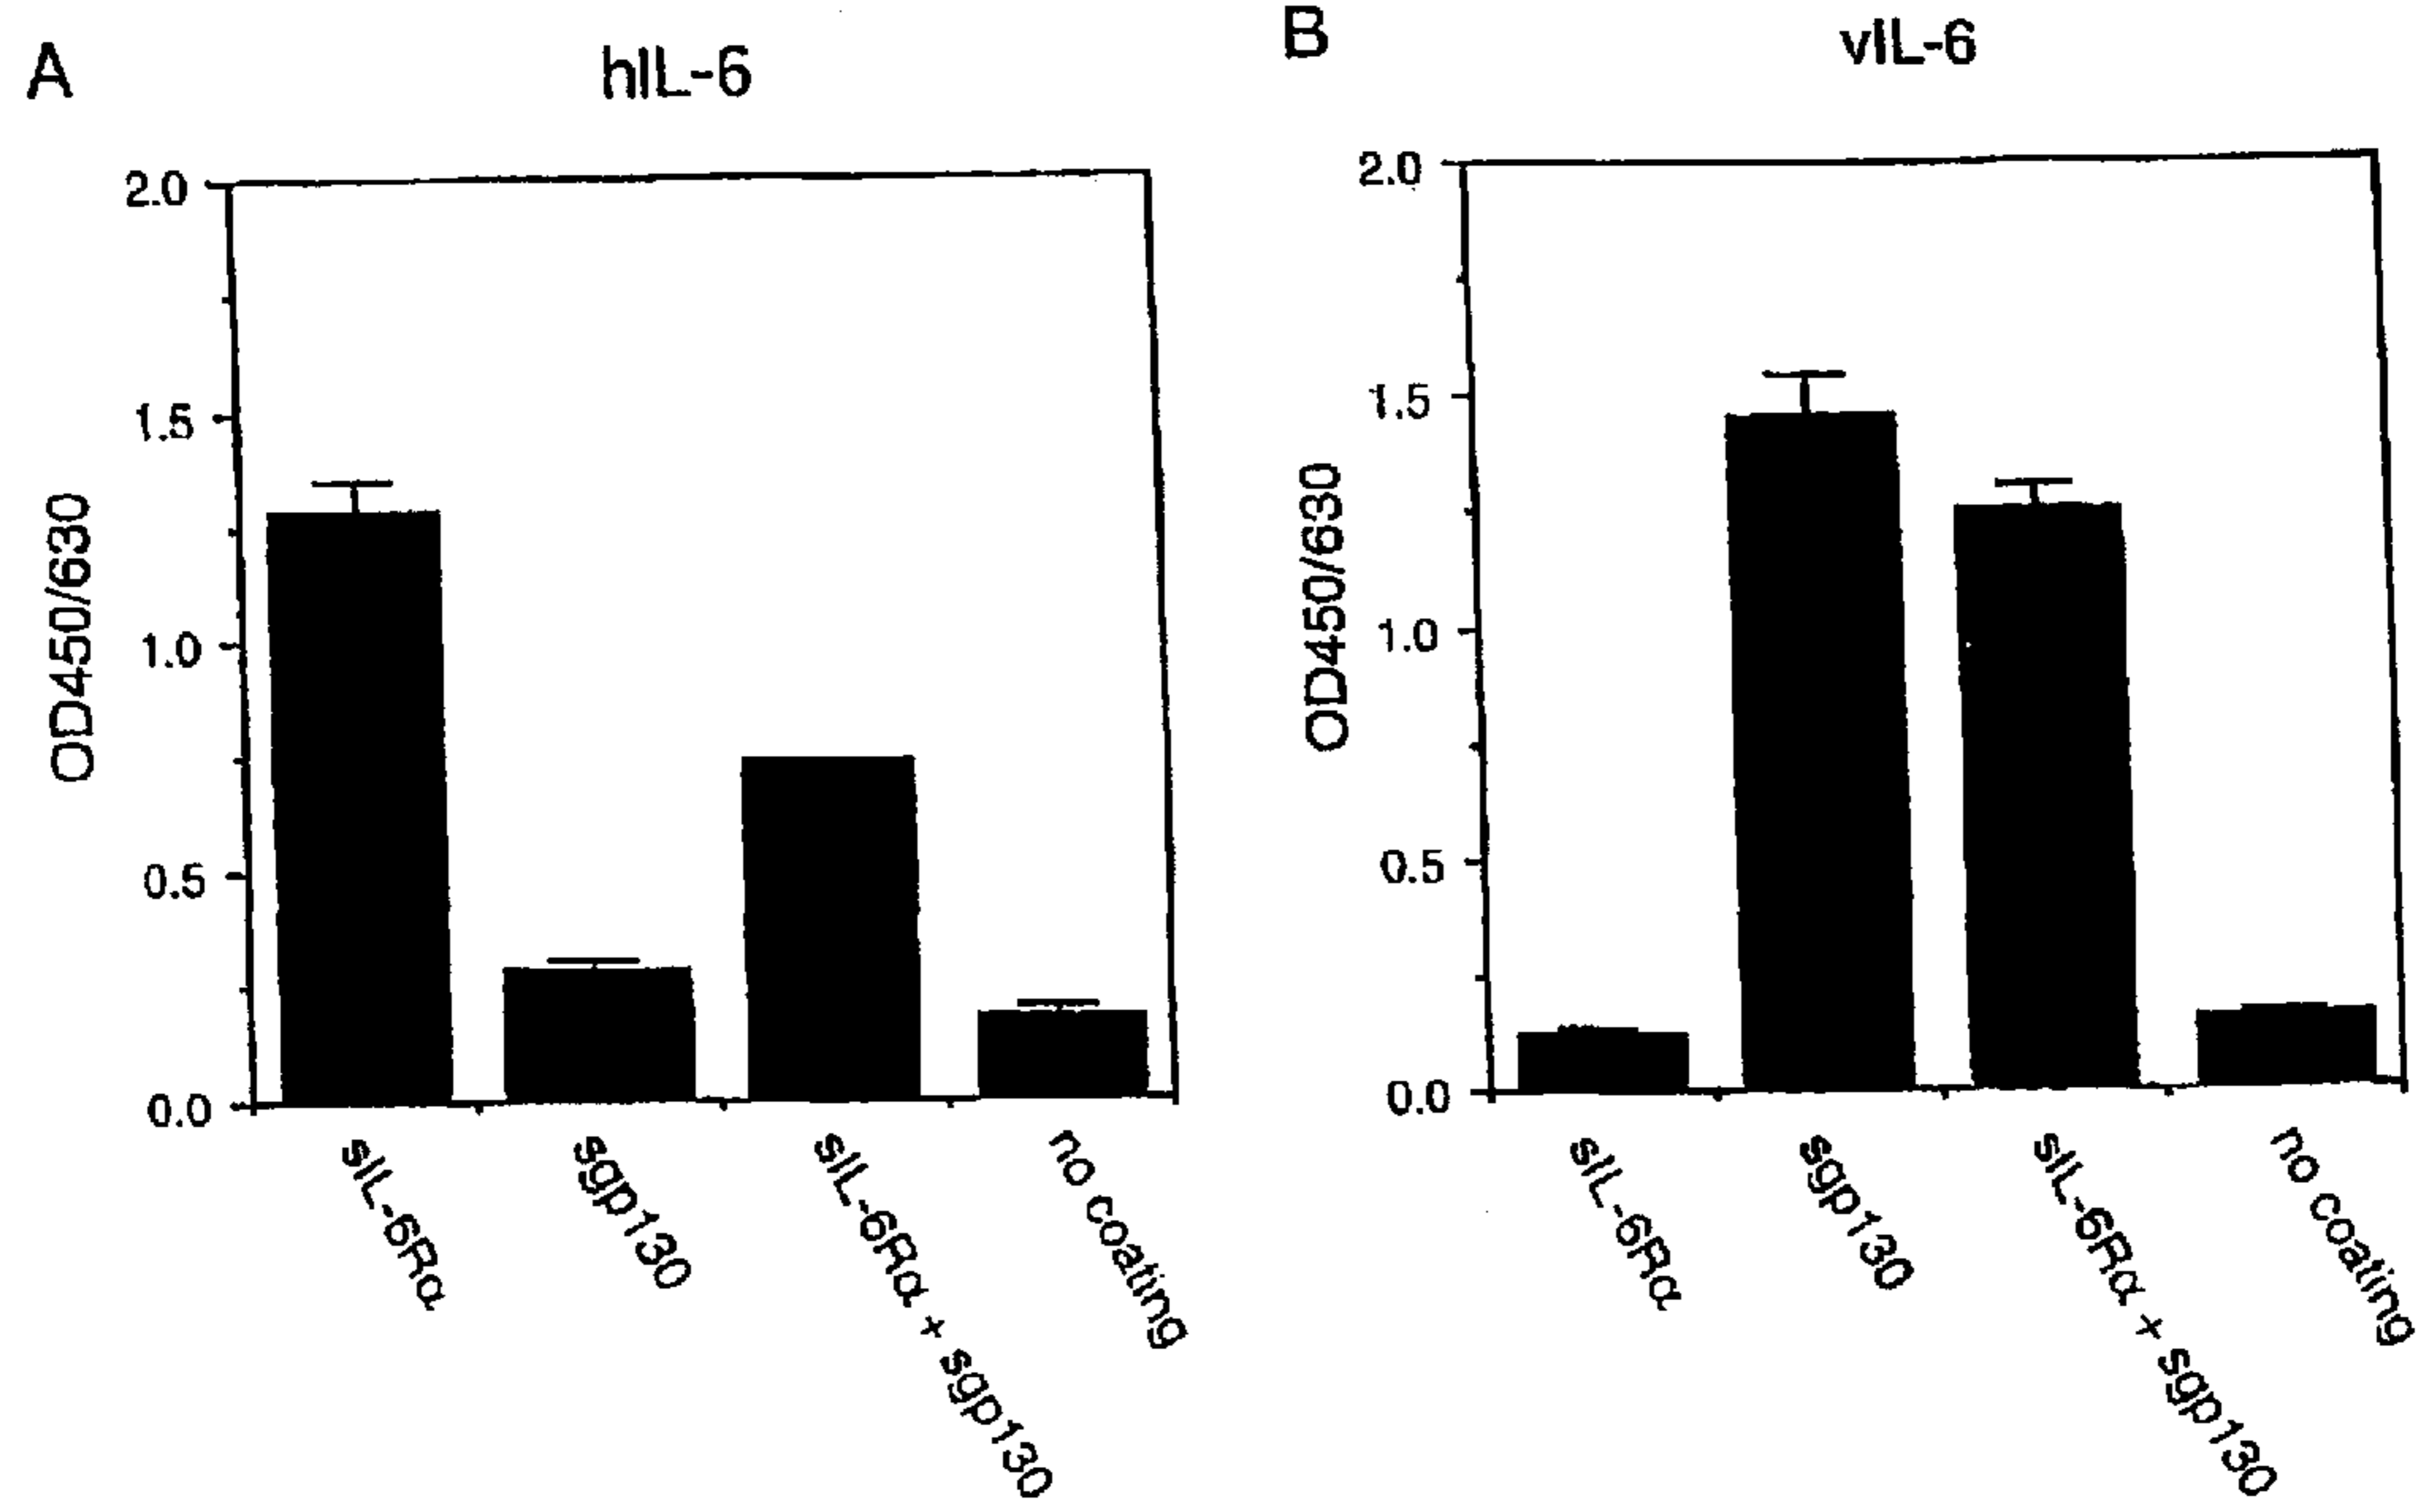 A
hIL-6
2.0
1.5
1.0
0.5
0.0
OD450/630
sIL-6Rα
sgp130
sIL-6Rα + sgp130
no coating
B
vIL-6
2.0
1.5
1.0
0.5
0.0
OD450/630
sIL-6Rα
sgp130
sIL-6Rα + sgp130
no coating